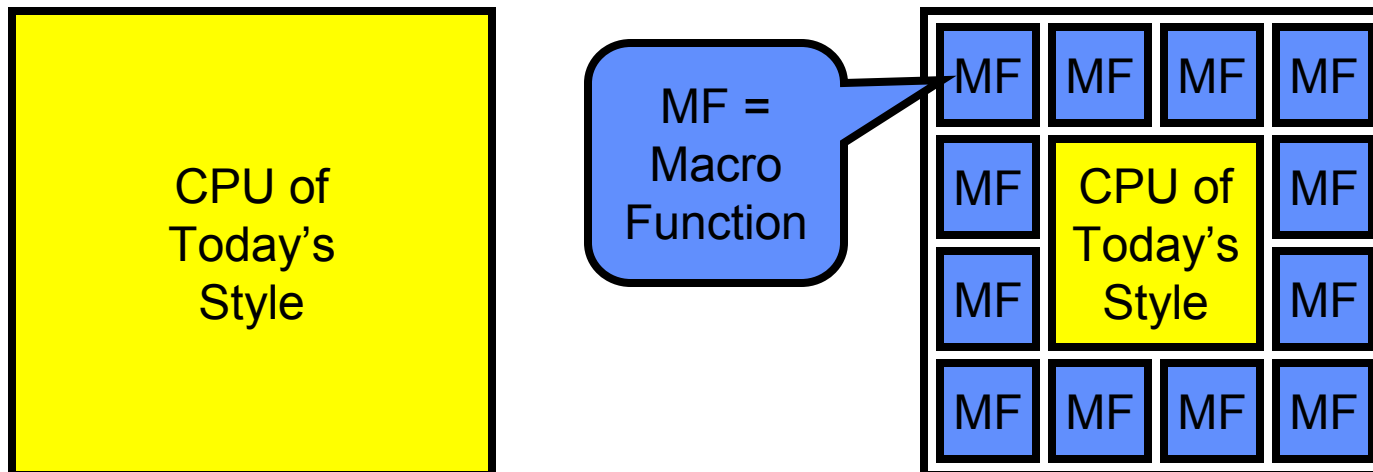 CPU of
Today’s
Style
MF =
Macro
Function
MF MF MF MF
MF CPU of MF
Today’s
MF Style MF
MF MF MF MF